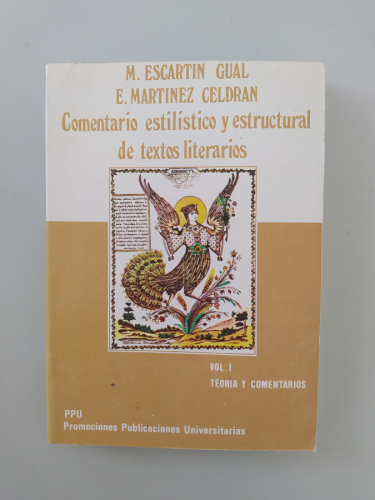 M. ESCARTIN GUAL
E. MARTINEZ CELDRAN
Comentario estilístico y estructural
de textos literarios
VOL. I
TEORIA Y COMENTARIOS
PPU
Promociones Publicaciones Universitarias